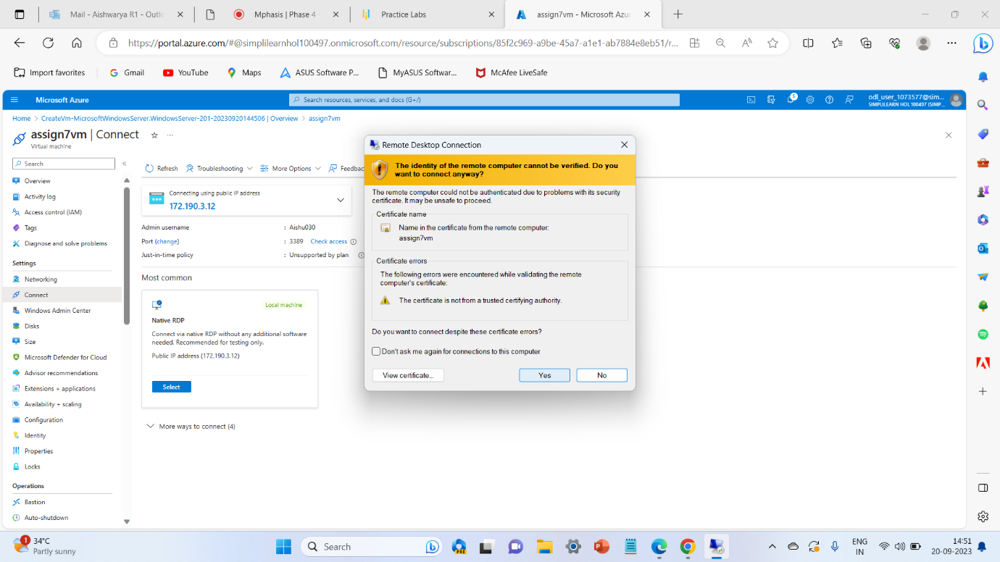 Mail - Aishwarya R1 - Outlo
Mphasis | Phase 4 -
Practice Labs
assign7vm - Microsoft Azur
https://portal.azure.com/#@simplilearnhol100497.onmicrosoft.com/resource/subscriptions/85f2c969-a9be-45a7-a1e1-ab7884e8eb51/r...
Import favorites
Gmail
YouTube
Maps
ASUS Software P...
MyASUS Softwar...
McAfee LiveSafe
Microsoft Azure
Search resources, services, and docs (G+/)
5
odl_user_1073577@sim...
SIMPLILEARN HOL 100497 (SIMP...
Home > CreateVm-MicrosoftWindowsServer.WindowsServer-201-20230920144506 | Overview > assign7vm
assign7vm | Connect
Virtual machine
Search
Overview
Activity log
Access control (IAM)
Tags
Diagnose and solve problems
Settings
Networking
Connect
Windows Admin Center
Disks
Size
Microsoft Defender for Cloud
Advisor recommendations
Extensions + applications
Availability + scaling
Configuration
Identity
Properties
Locks
Operations
Bastion
Auto-shutdown
Refresh
Troubleshooting
More Options
Feedbac
Connecting using public IP address
172.190.3.12
Admin username : Aishu030
Port (change) : 3389 Check access
Just-in-time policy : Unsupported by plan
Most common
Local machine
Native RDP
Connect via native RDP without any additional software
needed. Recommended for testing only.
Public IP address (172.190.3.12)
Select
More ways to connect (4)
Remote Desktop Connection
The identity of the remote computer cannot be verified. Do you
want to connect anyway?
The remote computer could not be authenticated due to problems with its security
certificate. It may be unsafe to proceed.
Certificate name
Name in the certificate from the remote computer:
assign7vm
Certificate errors
The following errors were encountered while validating the remote
computer's certificate:
The certificate is not from a trusted certifying authority.
Do you want to connect despite these certificate errors?
Don't ask me again for connections to this computer
View certificate...
Yes
No
1
34°C
Partly sunny
Search
PRE
ENG
IN
14:51
20-09-2023